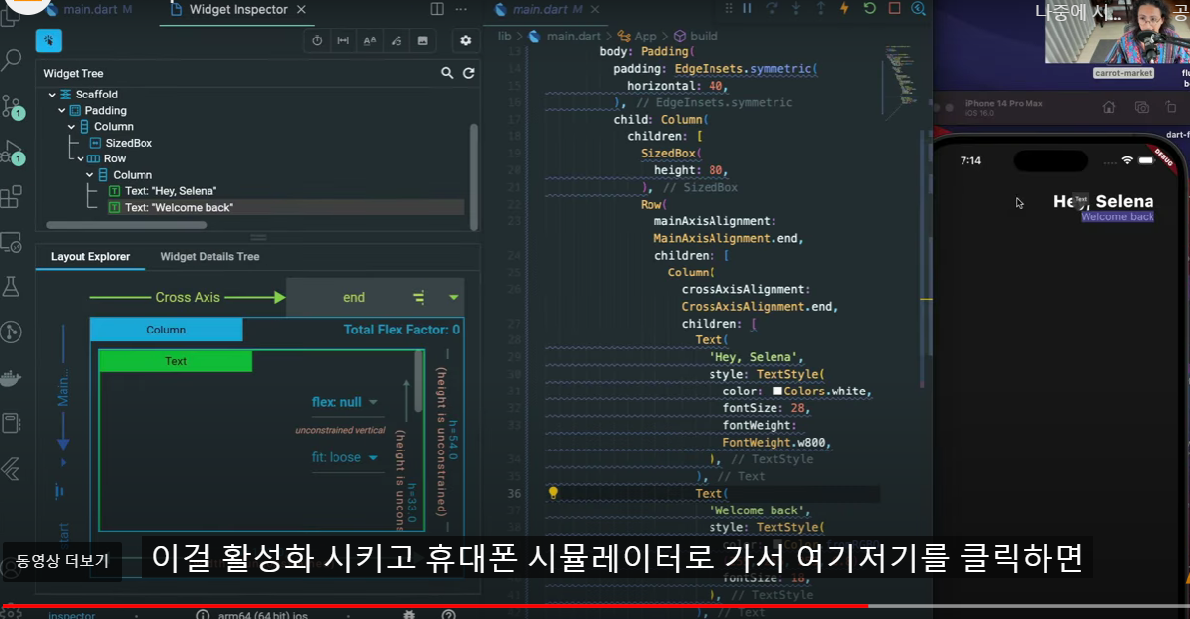 main.dart M
Widget Inspector
main.dart M
lib > main.dart > App > build
Widget Tree
Scaffold
Padding
Column
SizedBox
Row
Column
Text: "Hey, Selena"
Text: "Welcome back"
Layout Explorer
Widget Details Tree
Cross Axis
end
Column
Total Flex Factor: 0
Text
flex: null
unconstrained vertical
fit: loose
(height is unconstrained)
h=54.0
(height is uncons
h=33.0
Main...
start
13 body: Padding(
14 padding: EdgeInsets.symmetric(
15 horizontal: 40,
16 ), // EdgeInsets.symmetric
17 child: Column(
18 children: [
19 SizedBox(
20 height: 80,
21 ), // SizedBox
22 Row(
23 mainAxisAlignment:
MainAxisAlignment.end,
24 children: [
25 Column(
26 crossAxisAlignment:
CrossAxisAlignment.end,
27 children: [
28 Text(
29 'Hey, Selena',
30 style: TextStyle(
31 color: Colors.white,
32 fontSize: 28,
33 fontWeight:
FontWeight.w800,
34 ), // TextStyle
35 ), // Text
36 Text(
37 'Welcome back',
38 style: TextStyle(
fontSize: 18,
), // TextStyle
), // Text
나중에 시...
공
carrot-market
iPhone 14 Pro Max
iOS 16.0
dart-f
DEBUG
7:14
Hey, Selena
Text
Welcome back
동영상 더보기
이걸 활성화 시키고 휴대폰 시뮬레이터로 가서 여기저기를 클릭하면
inspector
arm64 (64 bit) ios